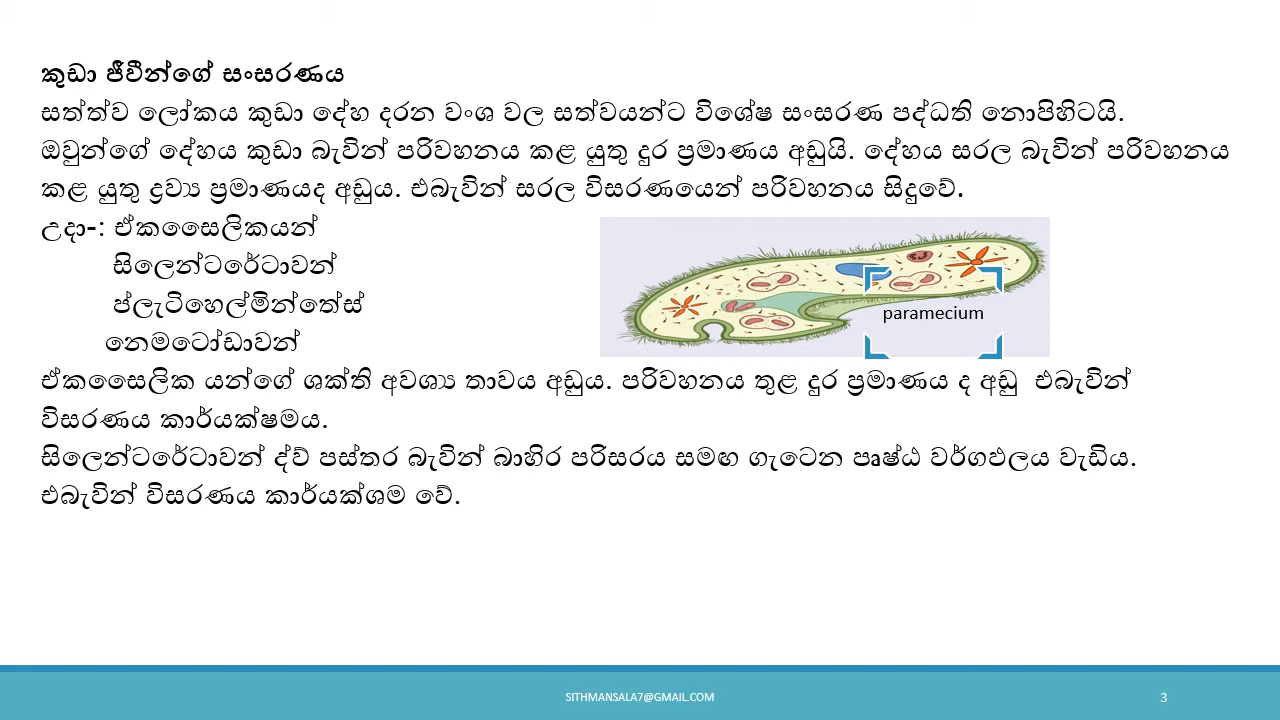 කුඩා ජීවීන්ගේ සංසරණය
සත්ත්ව ලෝකය කුඩා දේහ දරන වංශ වල සත්වයන්ට විශේෂ සංසරණ පද්ධති නොපිහිටයි.
ඔවුන්ගේ දේහය කුඩා බැවින් පරිවහනය කළ යුතු දුර ප්‍රමාණය අඩුයි. දේහය සරල බැවින් පරිවහනය
කළ යුතු ද්‍රව්‍ය ප්‍රමාණයද අඩුය. එබැවින් සරල විසරණයෙන් පරිවහනය සිදුවේ.
උදා-: ඒකසෛලිකයන්
සිලෙන්ටරේටාවන්
ප්ලැටිහෙල්මින්තේස්
නෙමටෝඩාවන්
paramecium
ඒකසෛලික යන්ගේ ශක්ති අවශ්‍ය තාවය අඩුය. පරිවහනය තුළ දුර ප්‍රමාණය ද අඩු එබැවින්
විසරණය කාර්යක්ෂමය.
සිලෙන්ටරේටාවන් ද්ව් පස්තර බැවින් බාහිර පරිසරය සමඟ ගැටෙන පෘෂ්ඨ වර්ගඵලය වැඩිය.
එබැවින් විසරණය කාර්යක්ශම වේ.
SITHMANSALA7@GMAIL.COM
3